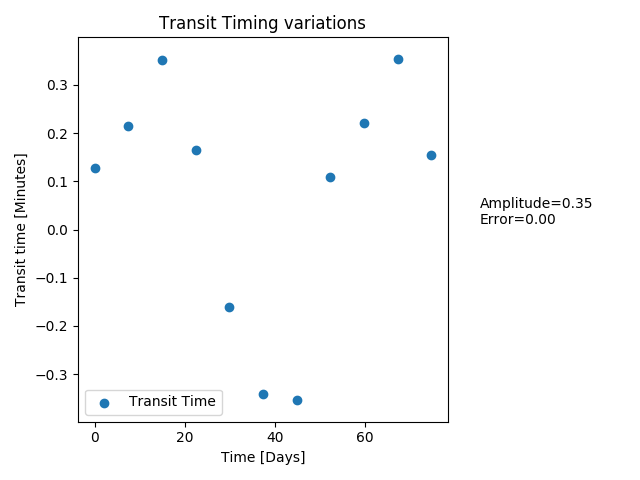 Transit Timing variations
Transit time [Minutes]
0.3
0.2
0.1
0.0
−0.1
−0.2
−0.3
Transit Time
0
20
40
60
Time [Days]
Amplitude=0.35
Error=0.00